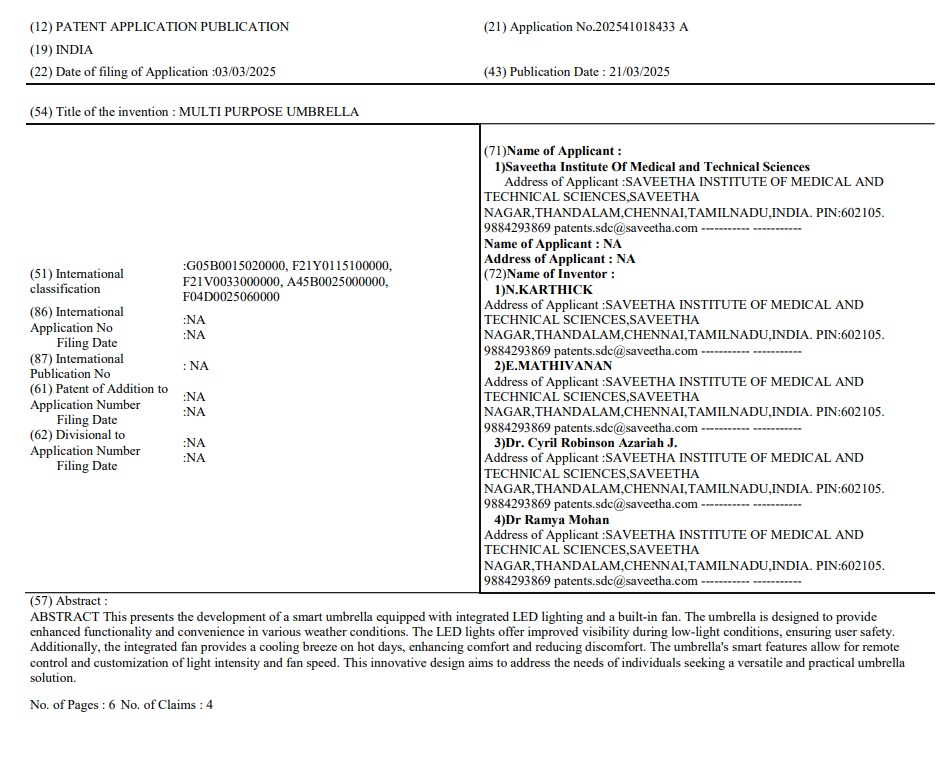 (12) PATENT APPLICATION PUBLICATION
(21) Application No.202541018433 A
(19) INDIA
(22) Date of filing of Application :03/03/2025
(43) Publication Date : 21/03/2025
(54) Title of the invention : MULTI PURPOSE UMBRELLA
(51) International classification
:G05B0015020000, F21Y0115100000,
F21V0033000000, A45B0025000000,
F04D0025060000
(86) International
Application No
:NA
Filing Date
:NA
(87) International
Publication No
: NA
(61) Patent of Addition to
Application Number
:NA
Filing Date
:NA
(62) Divisional to
Application Number
:NA
Filing Date
:NA
(71)Name of Applicant :
1)Saveetha Institute Of Medical and Technical Sciences
Address of Applicant :SAVEETHA INSTITUTE OF MEDICAL AND
TECHNICAL SCIENCES,SAVEETHA
NAGAR,THANDALAM,CHENNAI,TAMILNADU,INDIA. PIN:602105.
9884293869 patents.sdc@saveetha.com ----------- -----------
Name of Applicant : NA
Address of Applicant : NA
(72)Name of Inventor :
1)N.KARTHICK
Address of Applicant :SAVEETHA INSTITUTE OF MEDICAL AND
TECHNICAL SCIENCES,SAVEETHA
NAGAR,THANDALAM,CHENNAI,TAMILNADU,INDIA. PIN:602105.
9884293869 patents.sdc@saveetha.com ----------- -----------
2)E.MATHIVANAN
Address of Applicant :SAVEETHA INSTITUTE OF MEDICAL AND
TECHNICAL SCIENCES,SAVEETHA
NAGAR,THANDALAM,CHENNAI,TAMILNADU,INDIA. PIN:602105.
9884293869 patents.sdc@saveetha.com ----------- -----------
3)Dr. Cyril Robinson Azariah J.
Address of Applicant :SAVEETHA INSTITUTE OF MEDICAL AND
TECHNICAL SCIENCES,SAVEETHA
NAGAR,THANDALAM,CHENNAI,TAMILNADU,INDIA. PIN:602105.
9884293869 patents.sdc@saveetha.com ----------- -----------
4)Dr Ramya Mohan
Address of Applicant :SAVEETHA INSTITUTE OF MEDICAL AND
TECHNICAL SCIENCES,SAVEETHA
NAGAR,THANDALAM,CHENNAI,TAMILNADU,INDIA. PIN:602105.
9884293869 patents.sdc@saveetha.com ----------- -----------
(57) Abstract :
ABSTRACT This presents the development of a smart umbrella equipped with integrated LED lighting and a built-in fan. The umbrella is designed to provide
enhanced functionality and convenience in various weather conditions. The LED lights offer improved visibility during low-light conditions, ensuring user safety.
Additionally, the integrated fan provides a cooling breeze on hot days, enhancing comfort and reducing discomfort. The umbrella's smart features allow for remote
control and customization of light intensity and fan speed. This innovative design aims to address the needs of individuals seeking a versatile and practical umbrella
solution.
No. of Pages : 6 No. of Claims : 4